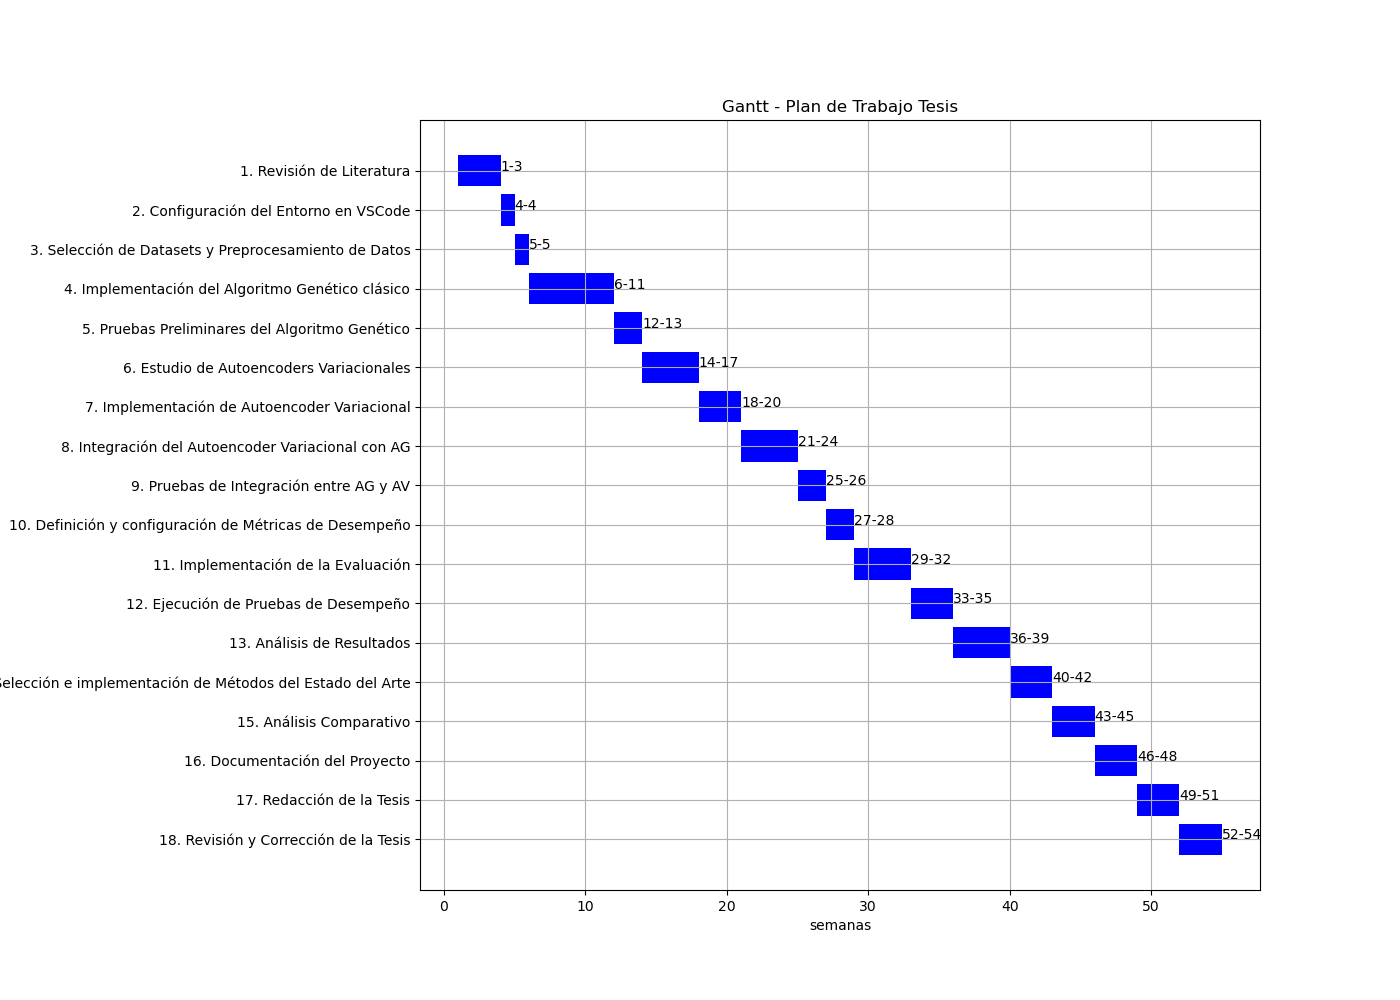 Gantt - Plan de Trabajo Tesis
1. Revisión de Literatura 1-3
2. Configuración del Entorno en VSCode 4-4
3. Selección de Datasets y Preprocesamiento de Datos 5-5
4. Implementación del Algoritmo Genético clásico 6-11
5. Pruebas Preliminares del Algoritmo Genético 12-13
6. Estudio de Autoencoders Variacionales 14-17
7. Implementación de Autoencoder Variacional 18-20
8. Integración del Autoencoder Variacional con AG 21-24
9. Pruebas de Integración entre AG y AV 25-26
10. Definición y configuración de Métricas de Desempeño 27-28
11. Implementación de la Evaluación 29-32
12. Ejecución de Pruebas de Desempeño 33-35
13. Análisis de Resultados 36-39
Selección e implementación de Métodos del Estado del Arte 40-42
15. Análisis Comparativo 43-45
16. Documentación del Proyecto 46-48
17. Redacción de la Tesis 49-51
18. Revisión y Corrección de la Tesis 52-54
0 10 20 30 40 50
semanas